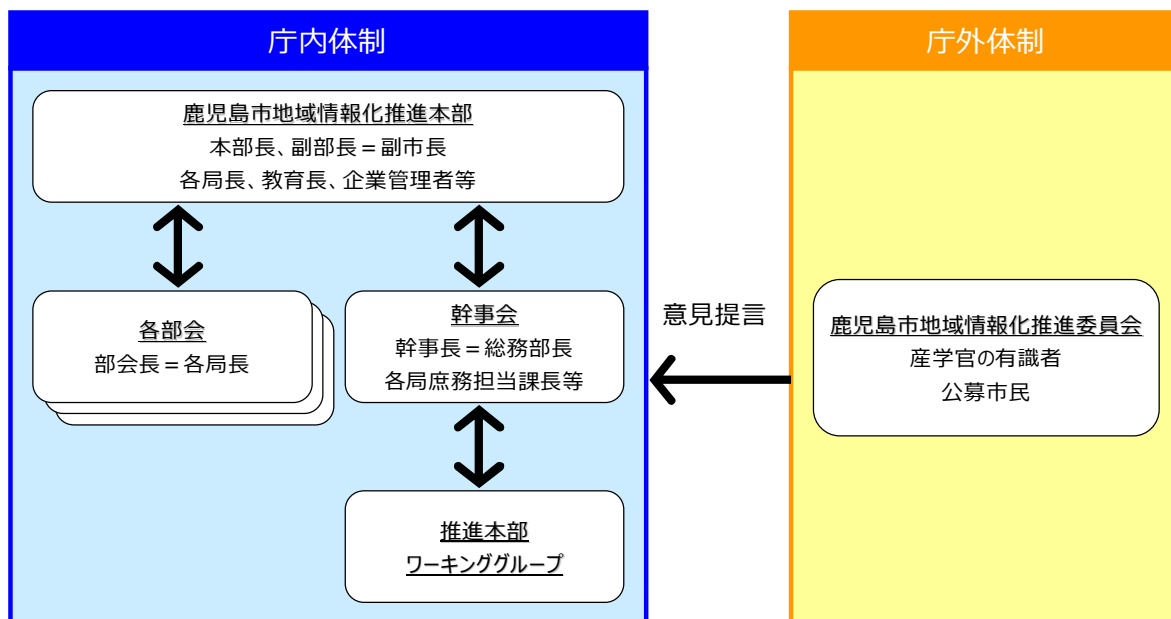 庁内体制
鹿児島市地域情報化推進本部
本部長、副部長＝副市長
各局長、教育長、企業管理者等
各部会
部会長＝各局長
幹事会
幹事長＝総務部長
各局庶務担当課長等
推進本部
ワーキンググループ
意見提言
庁外体制
鹿児島市地域情報化推進委員会
産学官の有識者
公募市民